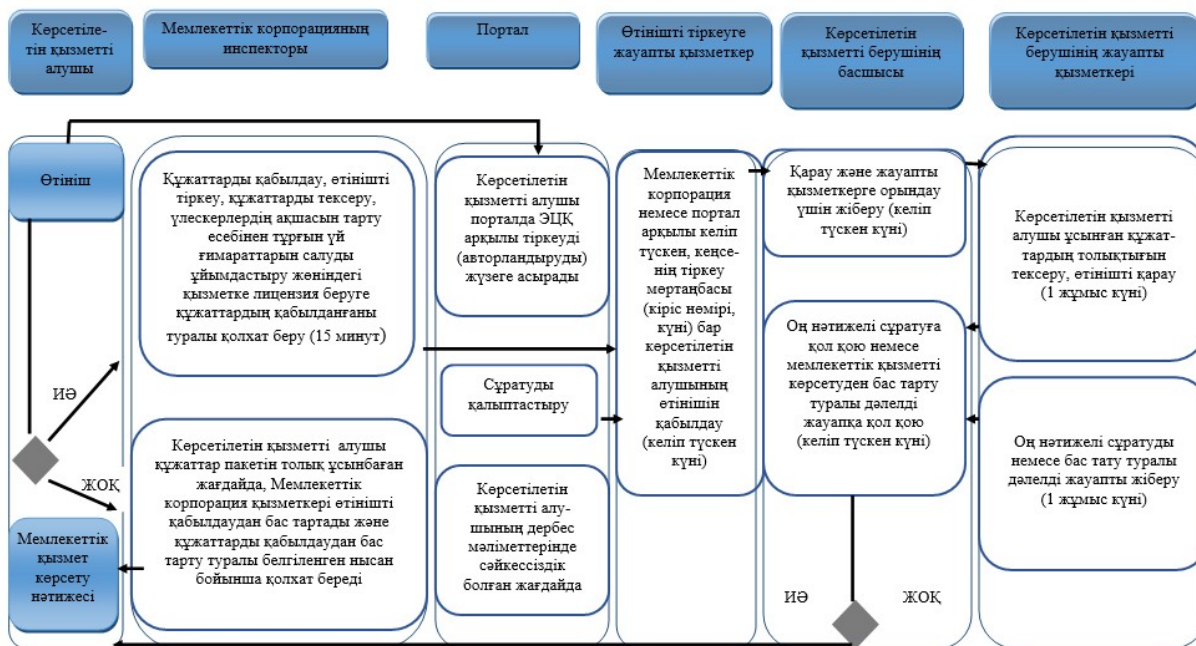 Көрсетіле-
тін қызметті
алушы
Мемлекеттік корпорацияның
инспекторы
Портал
Өтінішті тіркеуге
жауапты қызметкер
Көрсетілетін
қызметті берушінің
басшысы
Көрсетілетін қызметті
берушінің жауапты
қызметкері
Өтініш
ИӘ
ЖОҚ
Мемлекеттік
қызмет
көрсету
нәтижесі
Құжаттарды қабылдау, өтінішті
тіркеу, құжаттарды тексеру,
үлескерлердің ақшасын тарту
есебінен тұрғын үй
ғимараттарын салуды
ұйымдастыру жөніндегі
қызметке лицензия беруге
құжаттардың қабылданғаны
туралы қолхат беру (15 минут)
Көрсетілетін қызметті алушы
құжаттар пакетін толық ұсынбаған
жағдайда, Мемлекеттік
корпорация қызметкері өтінішті
қабылдаудан бас тартады және
құжаттарды қабылдаудан бас
тарту туралы белгіленген нысан
бойынша қолхат береді
Көрсетілетін
қызметті алушы
порталда ЭЦҚ
арқылы тіркеуді
(авторландыруды)
жүзеге асырады
Сұратуды
қалыптастыру
Көрсетілетін
қызметті алу-
шының дербес
мәліметтерінде
сәйкессіздік
болған жағдайда
Мемлекеттік
корпорация
немесе портал
арқылы келіп
түскен, кеңсе-
нің тіркеу
мөртаңбасы
(кіріс нөмірі,
күні) бар
көрсетілетін
қызметті
алушының
өтінішін
қабылдау
(келіп түскен
күні)
Қарау және жауапты
қызметкерге орындау
үшін жіберу (келіп
түскен күні)
Оң нәтижелі сұратуға
қол қою немесе
мемлекеттік қызметті
көрсетуден бас тарту
туралы дәлелді
жауапқа қол қою
(келіп түскен күні)
ИӘ
ЖОҚ
Көрсетілетін қызметті
алушы ұсынған құжат-
тардың толықтығын
тексеру, өтінішті қарау
(1 жұмыс күні)
Оң нәтижелі сұратуды
немесе бас тату туралы
дәлелді жауапты жіберу
(1 жұмыс күні)